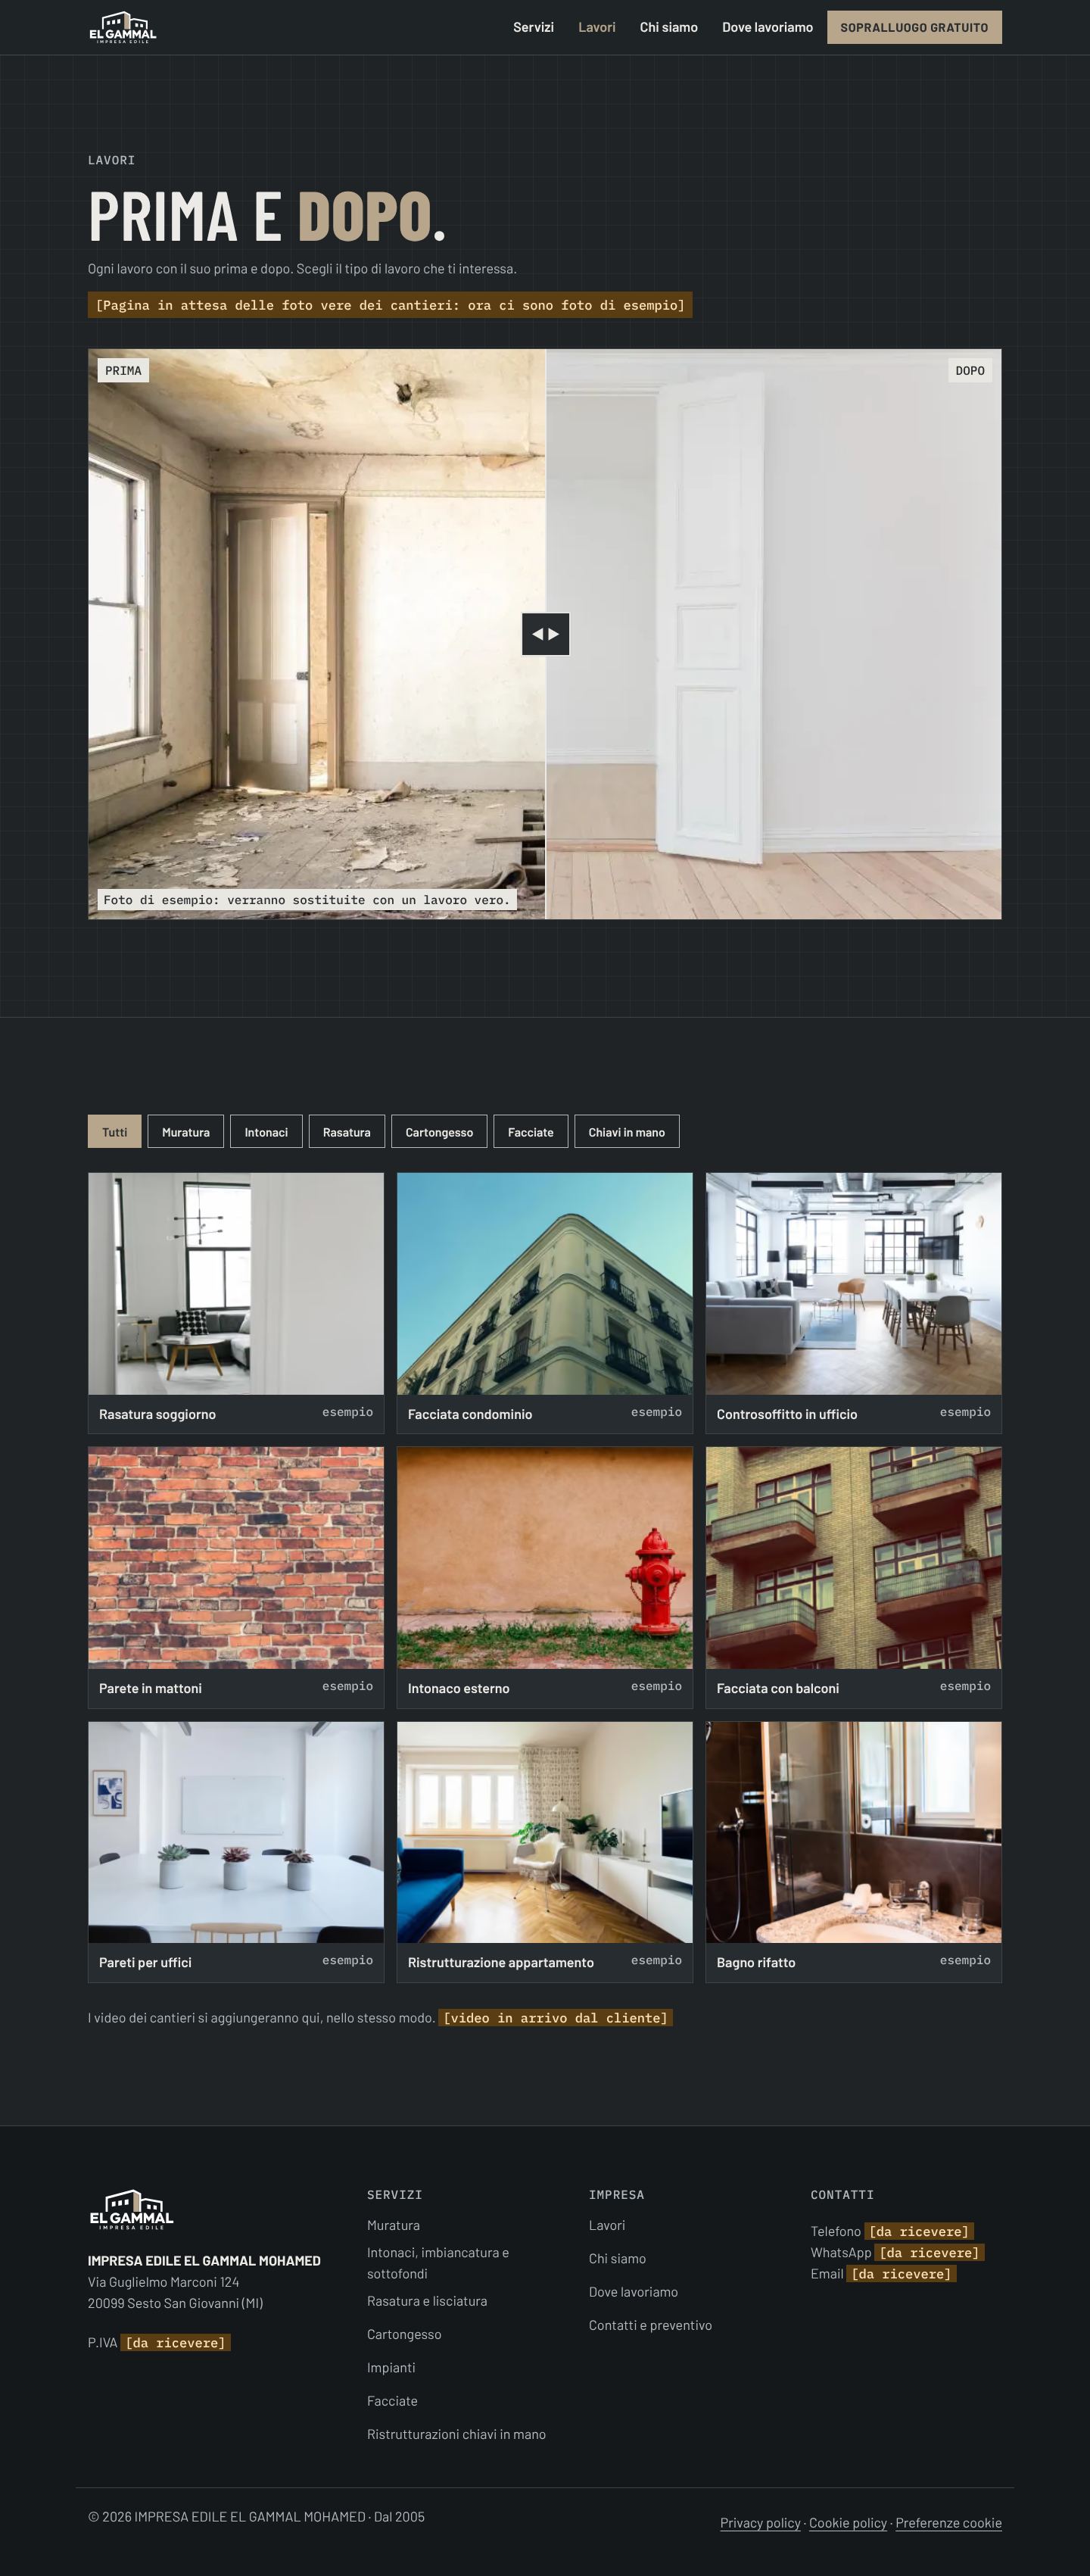 EL GAMMAL
IMPRESA EDILE
Servizi
Lavori
Chi siamo
Dove lavoriamo
SOPRALLUOGO GRATUITO
LAVORI
PRIMA E DOPO.
Ogni lavoro con il suo prima e dopo. Scegli il tipo di lavoro che ti interessa.
[Pagina in attesa delle foto vere dei cantieri: ora ci sono foto di esempio]
PRIMA
DOPO
Foto di esempio: verranno sostituite con un lavoro vero.
Tutti
Muratura
Intonaci
Rasatura
Cartongesso
Facciate
Chiavi in mano
Rasatura soggiorno
esempio
Facciata condominio
esempio
Controsoffitto in ufficio
esempio
Parete in mattoni
esempio
Intonaco esterno
esempio
Facciata con balconi
esempio
Pareti per uffici
esempio
Ristrutturazione appartamento
esempio
Bagno rifatto
esempio
I video dei cantieri si aggiungeranno qui, nello stesso modo. [video in arrivo dal cliente]
EL GAMMAL
IMPRESA EDILE
IMPRESA EDILE EL GAMMAL MOHAMED
Via Guglielmo Marconi 124
20099 Sesto San Giovanni (MI)
P.IVA [da ricevere]
SERVIZI
Muratura
Intonaci, imbiancatura e
sottofondi
Rasatura e lisciatura
Cartongesso
Impianti
Facciate
Ristrutturazioni chiavi in mano
IMPRESA
Lavori
Chi siamo
Dove lavoriamo
Contatti e preventivo
CONTATTI
Telefono [da ricevere]
WhatsApp [da ricevere]
Email [da ricevere]
© 2026 IMPRESA EDILE EL GAMMAL MOHAMED · Dal 2005
Privacy policy · Cookie policy · Preferenze cookie